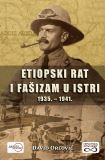 ETIOPSKI RAT
I FAŠIZAM U ISTRI
1935. – 1941.
DAVID ORLOVIĆ